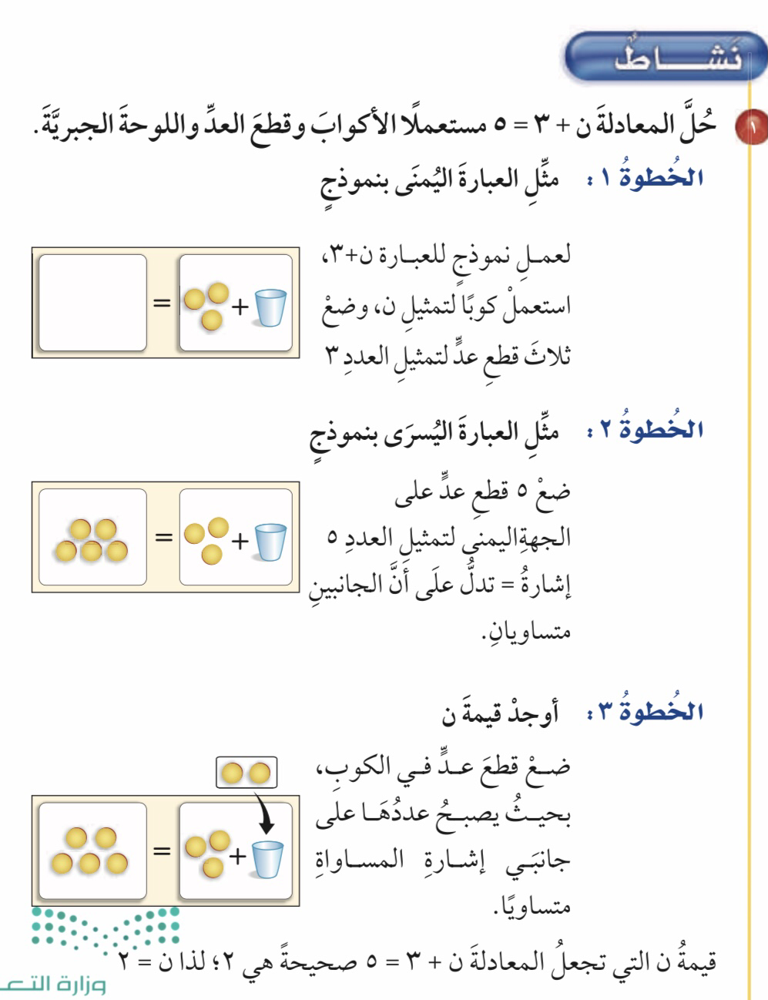 نَشـــــاطٌ
١ حُلَّ المعادلةَ ن + ٣ = ٥ مستعملًا الأكوابَ وقطعَ العدِّ واللوحةَ الجبريَّةَ.
الخُطوةُ ١ : مثِّلِ العبارةَ اليُمنَى بنموذجٍ
لعمـلِ نموذجٍ للعبـارة ن+٣،
استعملْ كوبًا لتمثيلِ ن، وضعْ
ثلاثَ قطعِ عدٍّ لتمثيلِ العددِ ٣
+ =
الخُطوةُ ٢ : مثِّلِ العبارةَ اليُسرَى بنموذجٍ
ضعْ ٥ قطعِ عدٍّ على
الجهةِاليمنى لتمثيلِ العددِ ٥
إشارةُ = تدلُّ علَى أنَّ الجانبينِ
متساويانِ.
+ =
الخُطوةُ ٣ : أوجدْ قيمةَ ن
ضـعْ قطعَ عـدٍّ فـي الكوبِ،
بحيـثُ يصبـحُ عددُهَـا على
جانبَـي إشـارةِ المسـاواةِ
متساويًا.
+ =
قيمةُ ن التي تجعلُ المعادلةَ ن + ٣ = ٥ صحيحةً هي ٢؛ لذا ن = ٢
وزارة التعـ